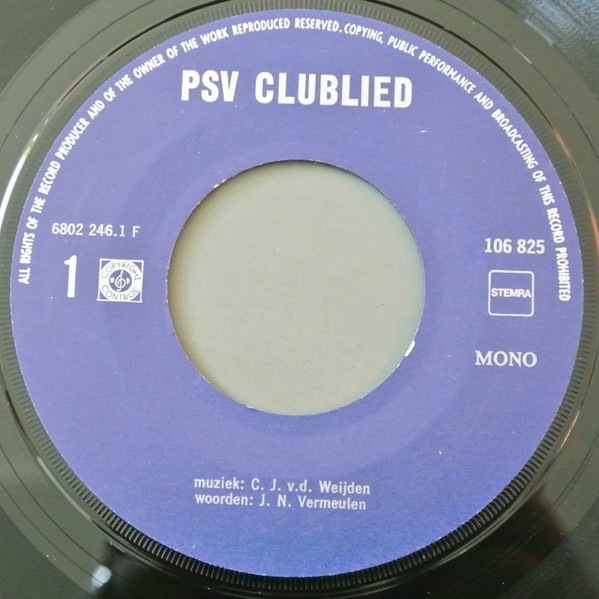 ALL RIGHTS OF THE RECORD PRODUCER AND OF THE OWNER OF THE WORK REPRODUCED RESERVED. COPYING, PUBLIC PERFORMANCE AND BROADCASTING OF THIS RECORD PROHIBITED
PSV CLUBLIED
6802 246.1 F
106 825
1
COPYRIGHT CONTROL
STEMRA
MONO
muziek: C. J. v.d. Weijden
woorden: J. N. Vermeulen